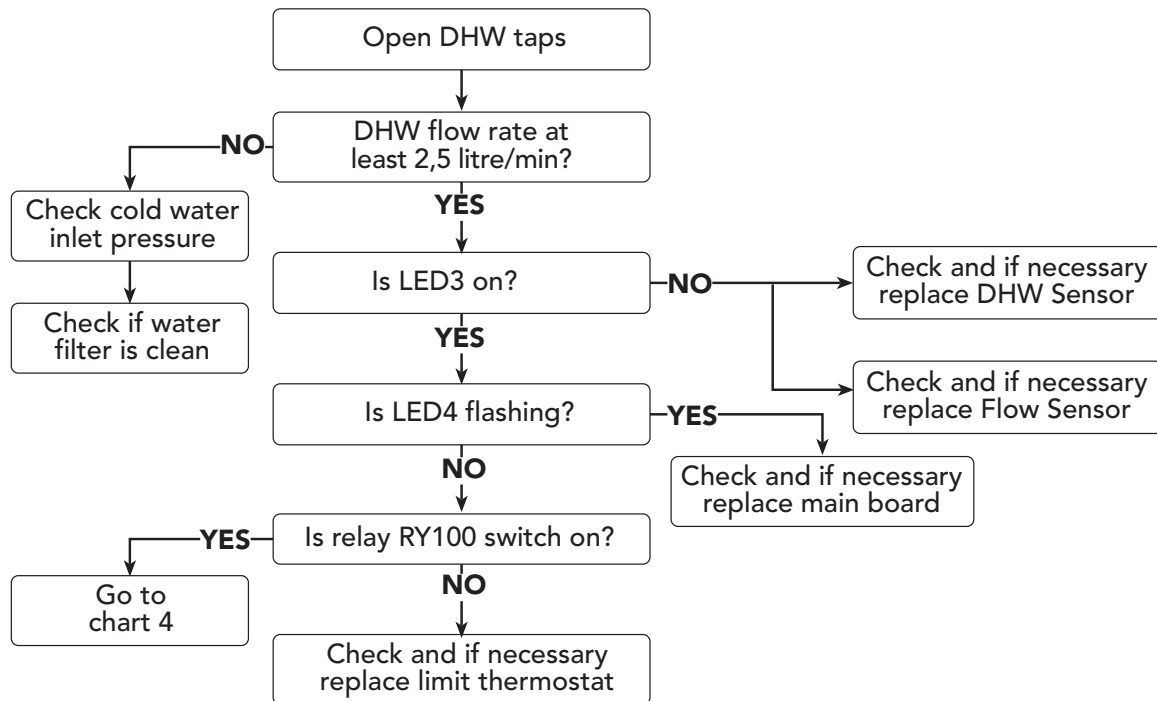 Open DHW taps
DHW flow rate at
least 2,5 litre/min?
NO
YES
Check cold water
inlet pressure
Check if water
filter is clean
Is LED3 on?
NO
Check and if necessary
replace DHW Sensor
Check and if necessary
replace Flow Sensor
YES
Is LED4 flashing?
YES
Check and if necessary
replace main board
NO
Is relay RY100 switch on?
YES
Go to
chart 4
NO
Check and if necessary
replace limit thermostat